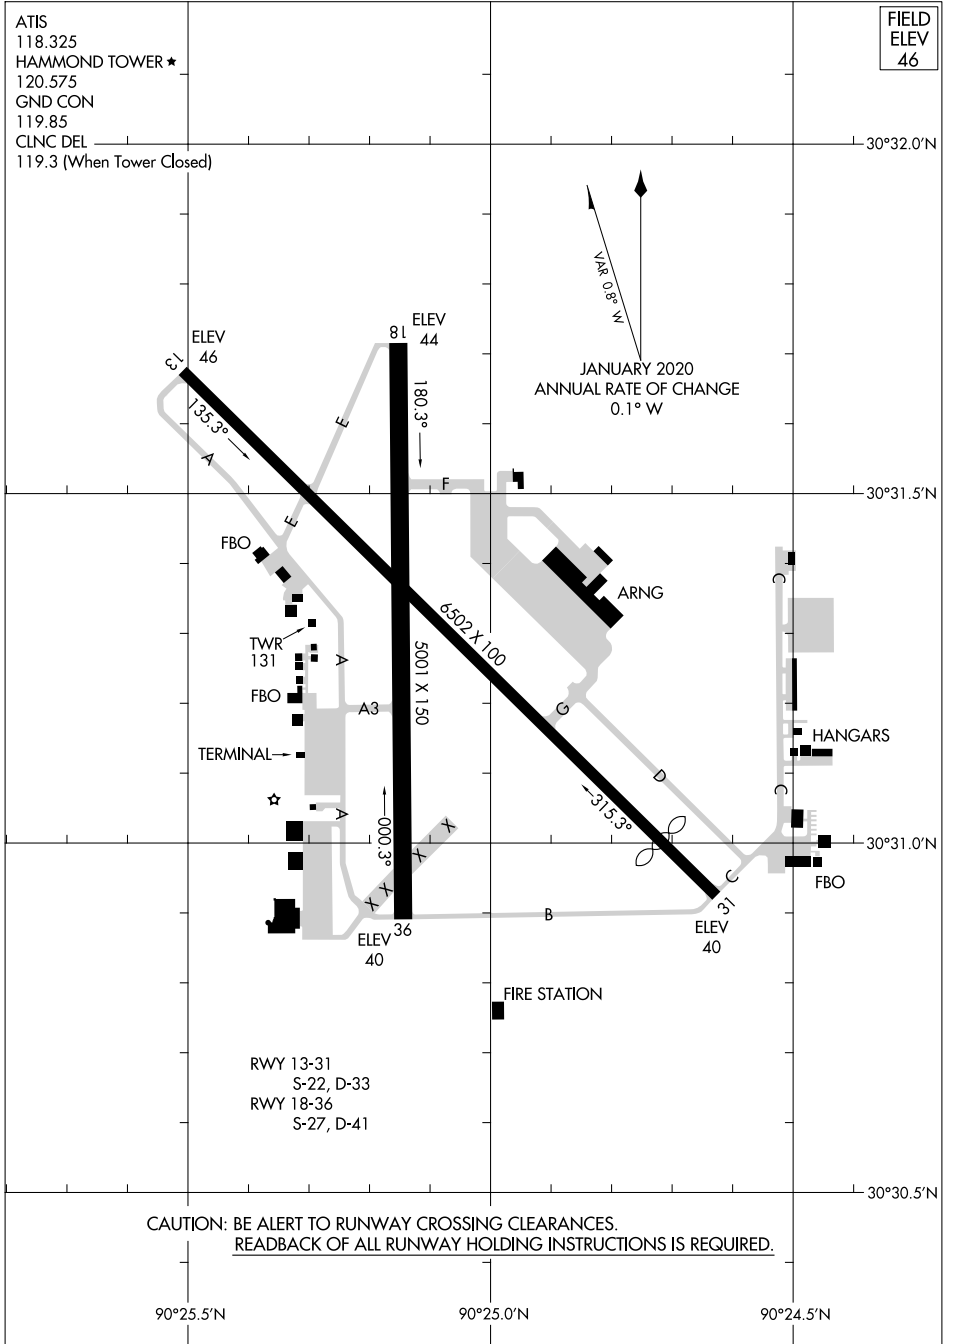 ATIS
118.325
HAMMOND TOWER ★
120.575
GND CON
119.85
CLNC DEL
119.3 (When Tower Closed)
FIELD
ELEV
46
30°32.0'N
VAR 0.8° W
JANUARY 2020
ANNUAL RATE OF CHANGE
0.1° W
13
ELEV
46
18
ELEV
44
135.3°
180.3°
E
A
F
30°31.5'N
E
FBO
ARNG
C
TWR
131
A
6502 X 100
5001 X 150
FBO
A3
G
HANGARS
TERMINAL
D
C
A
000.3°
315.3°
X
X
X
X
30°31.0'N
C
FBO
B
31
36
ELEV
40
ELEV
40
FIRE STATION
RWY 13-31
S-22, D-33
RWY 18-36
S-27, D-41
30°30.5'N
CAUTION: BE ALERT TO RUNWAY CROSSING CLEARANCES.
READBACK OF ALL RUNWAY HOLDING INSTRUCTIONS IS REQUIRED.
90°25.5'N
90°25.0'N
90°24.5'N